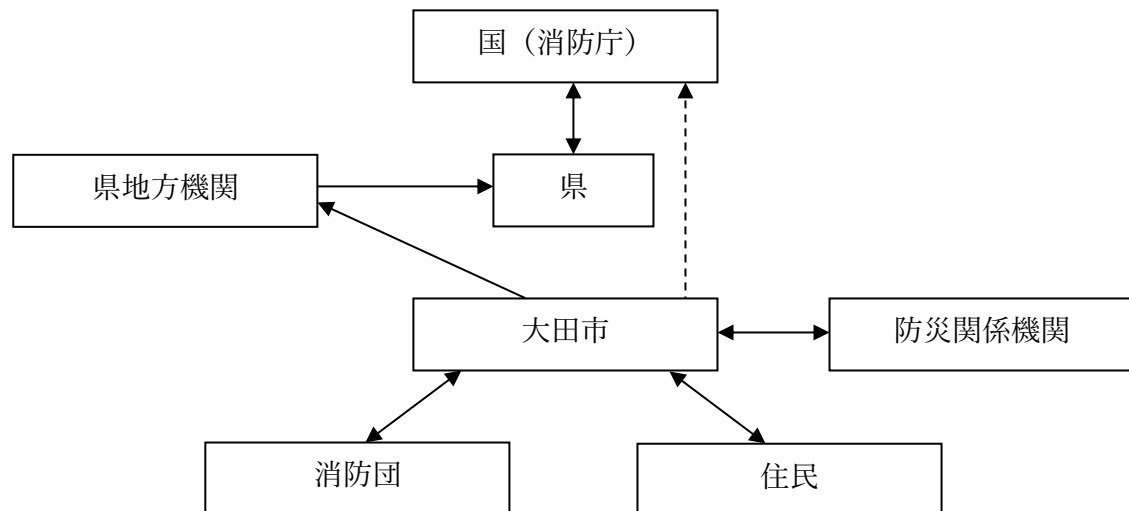 国（消防庁）
県地方機関
県
大田市
防災関係機関
消防団
住民